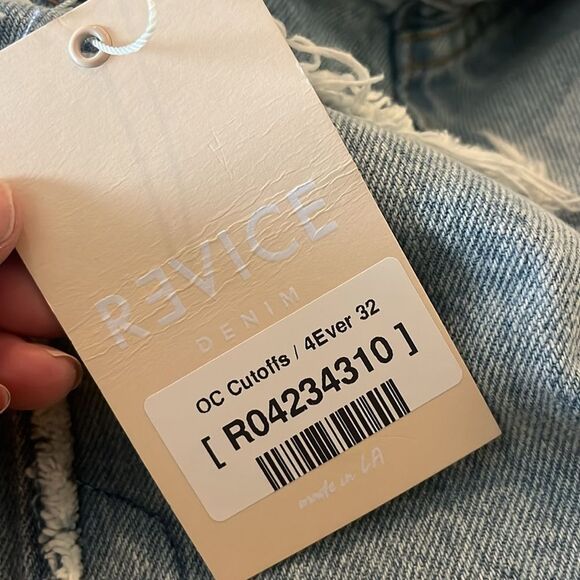 REVICE
DENIM
OC Cutoffs / 4Ever 32
[ R04234310 ]
made in LA